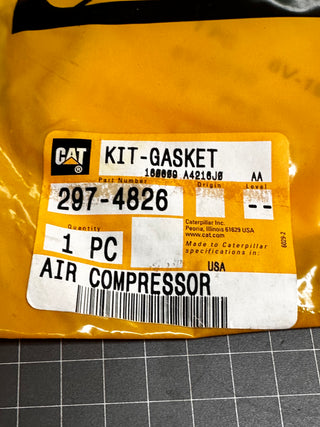 CAT ®
KIT-GASKET
A4216J0 AA
Part Number Origin Level
297-4826 --
Quantity
1 PC
Caterpillar Inc.
Peoria, Illinois 61629 USA
www.cat.com
Made to Caterpillar
specifications in:
USA
AIR COMPRESSOR